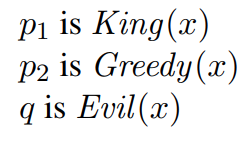 p₁ is King(x)
p₂ is Greedy(x)
q is Evil(x)